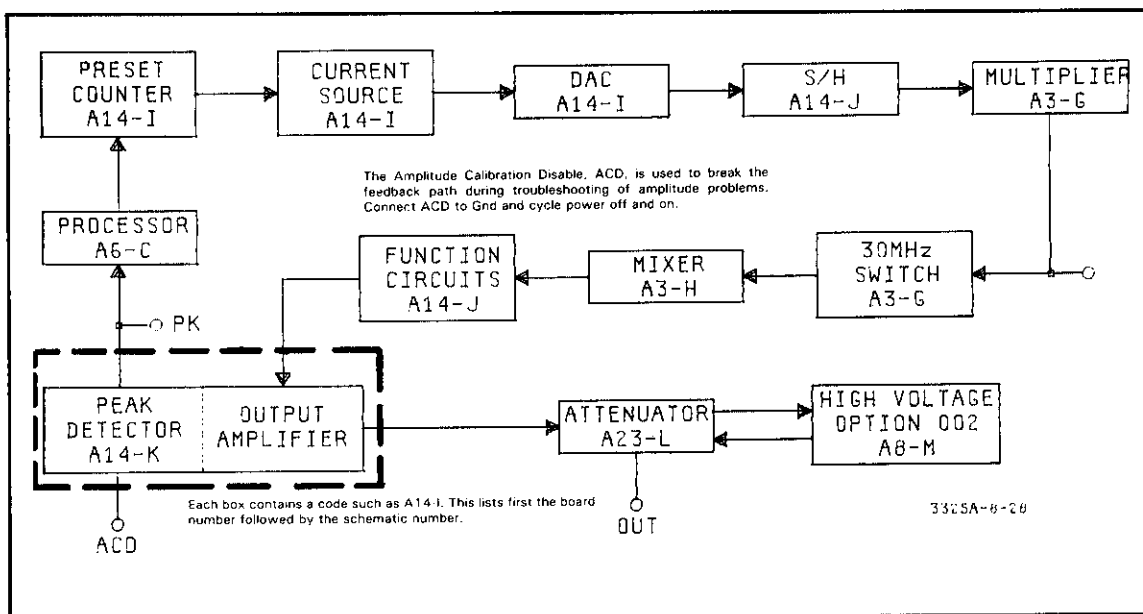 PRESET
COUNTER
A14-I
CURRENT
SOURCE
A14-I
DAC
A14-I
S/H
A14-J
MULTIPLIER
A3-G
The Amplitude Calibration Disable, ACD, is used to break the
feedback path during troubleshooting of amplitude problems.
Connect ACD to Gnd and cycle power off and on.
PROCESSOR
A6-C
FUNCTION
CIRCUITS
A14-J
MIXER
A3-H
30MHz
SWITCH
A3-G
PK
PEAK
DETECTOR
A14-K
OUTPUT
AMPLIFIER
ATTENUATOR
A23-L
HIGH VOLTAGE
OPTION 002
A8-M
Each box contains a code such as A14-I. This lists first the board
number followed by the schematic number.
ACD
OUT